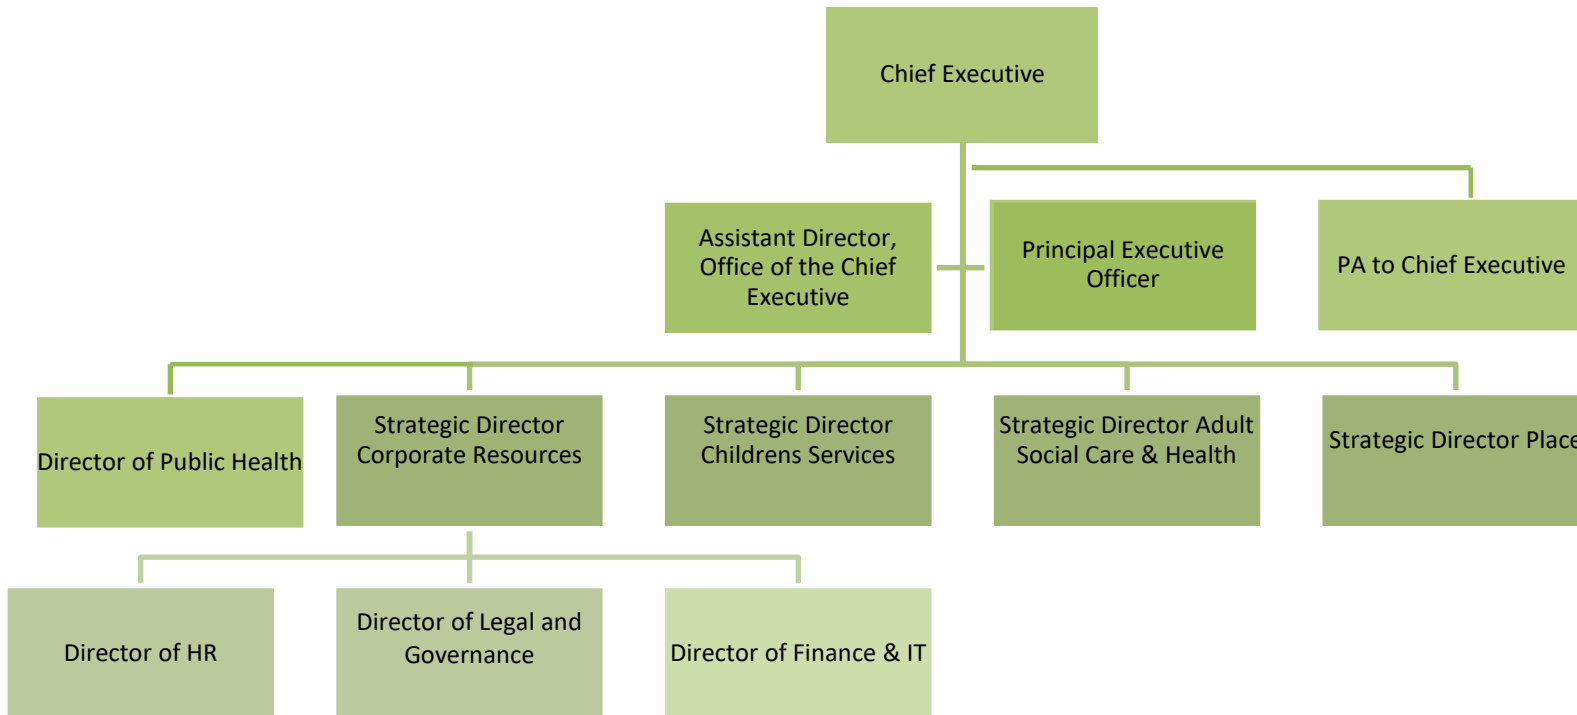 Chief Executive
Assistant Director,
Office of the Chief
Executive
Principal Executive
Officer
PA to Chief Executive
Director of Public Health
Strategic Director
Corporate Resources
Strategic Director
Childrens Services
Strategic Director Adult
Social Care & Health
Strategic Director Place
Director of HR
Director of Legal and
Governance
Director of Finance & IT